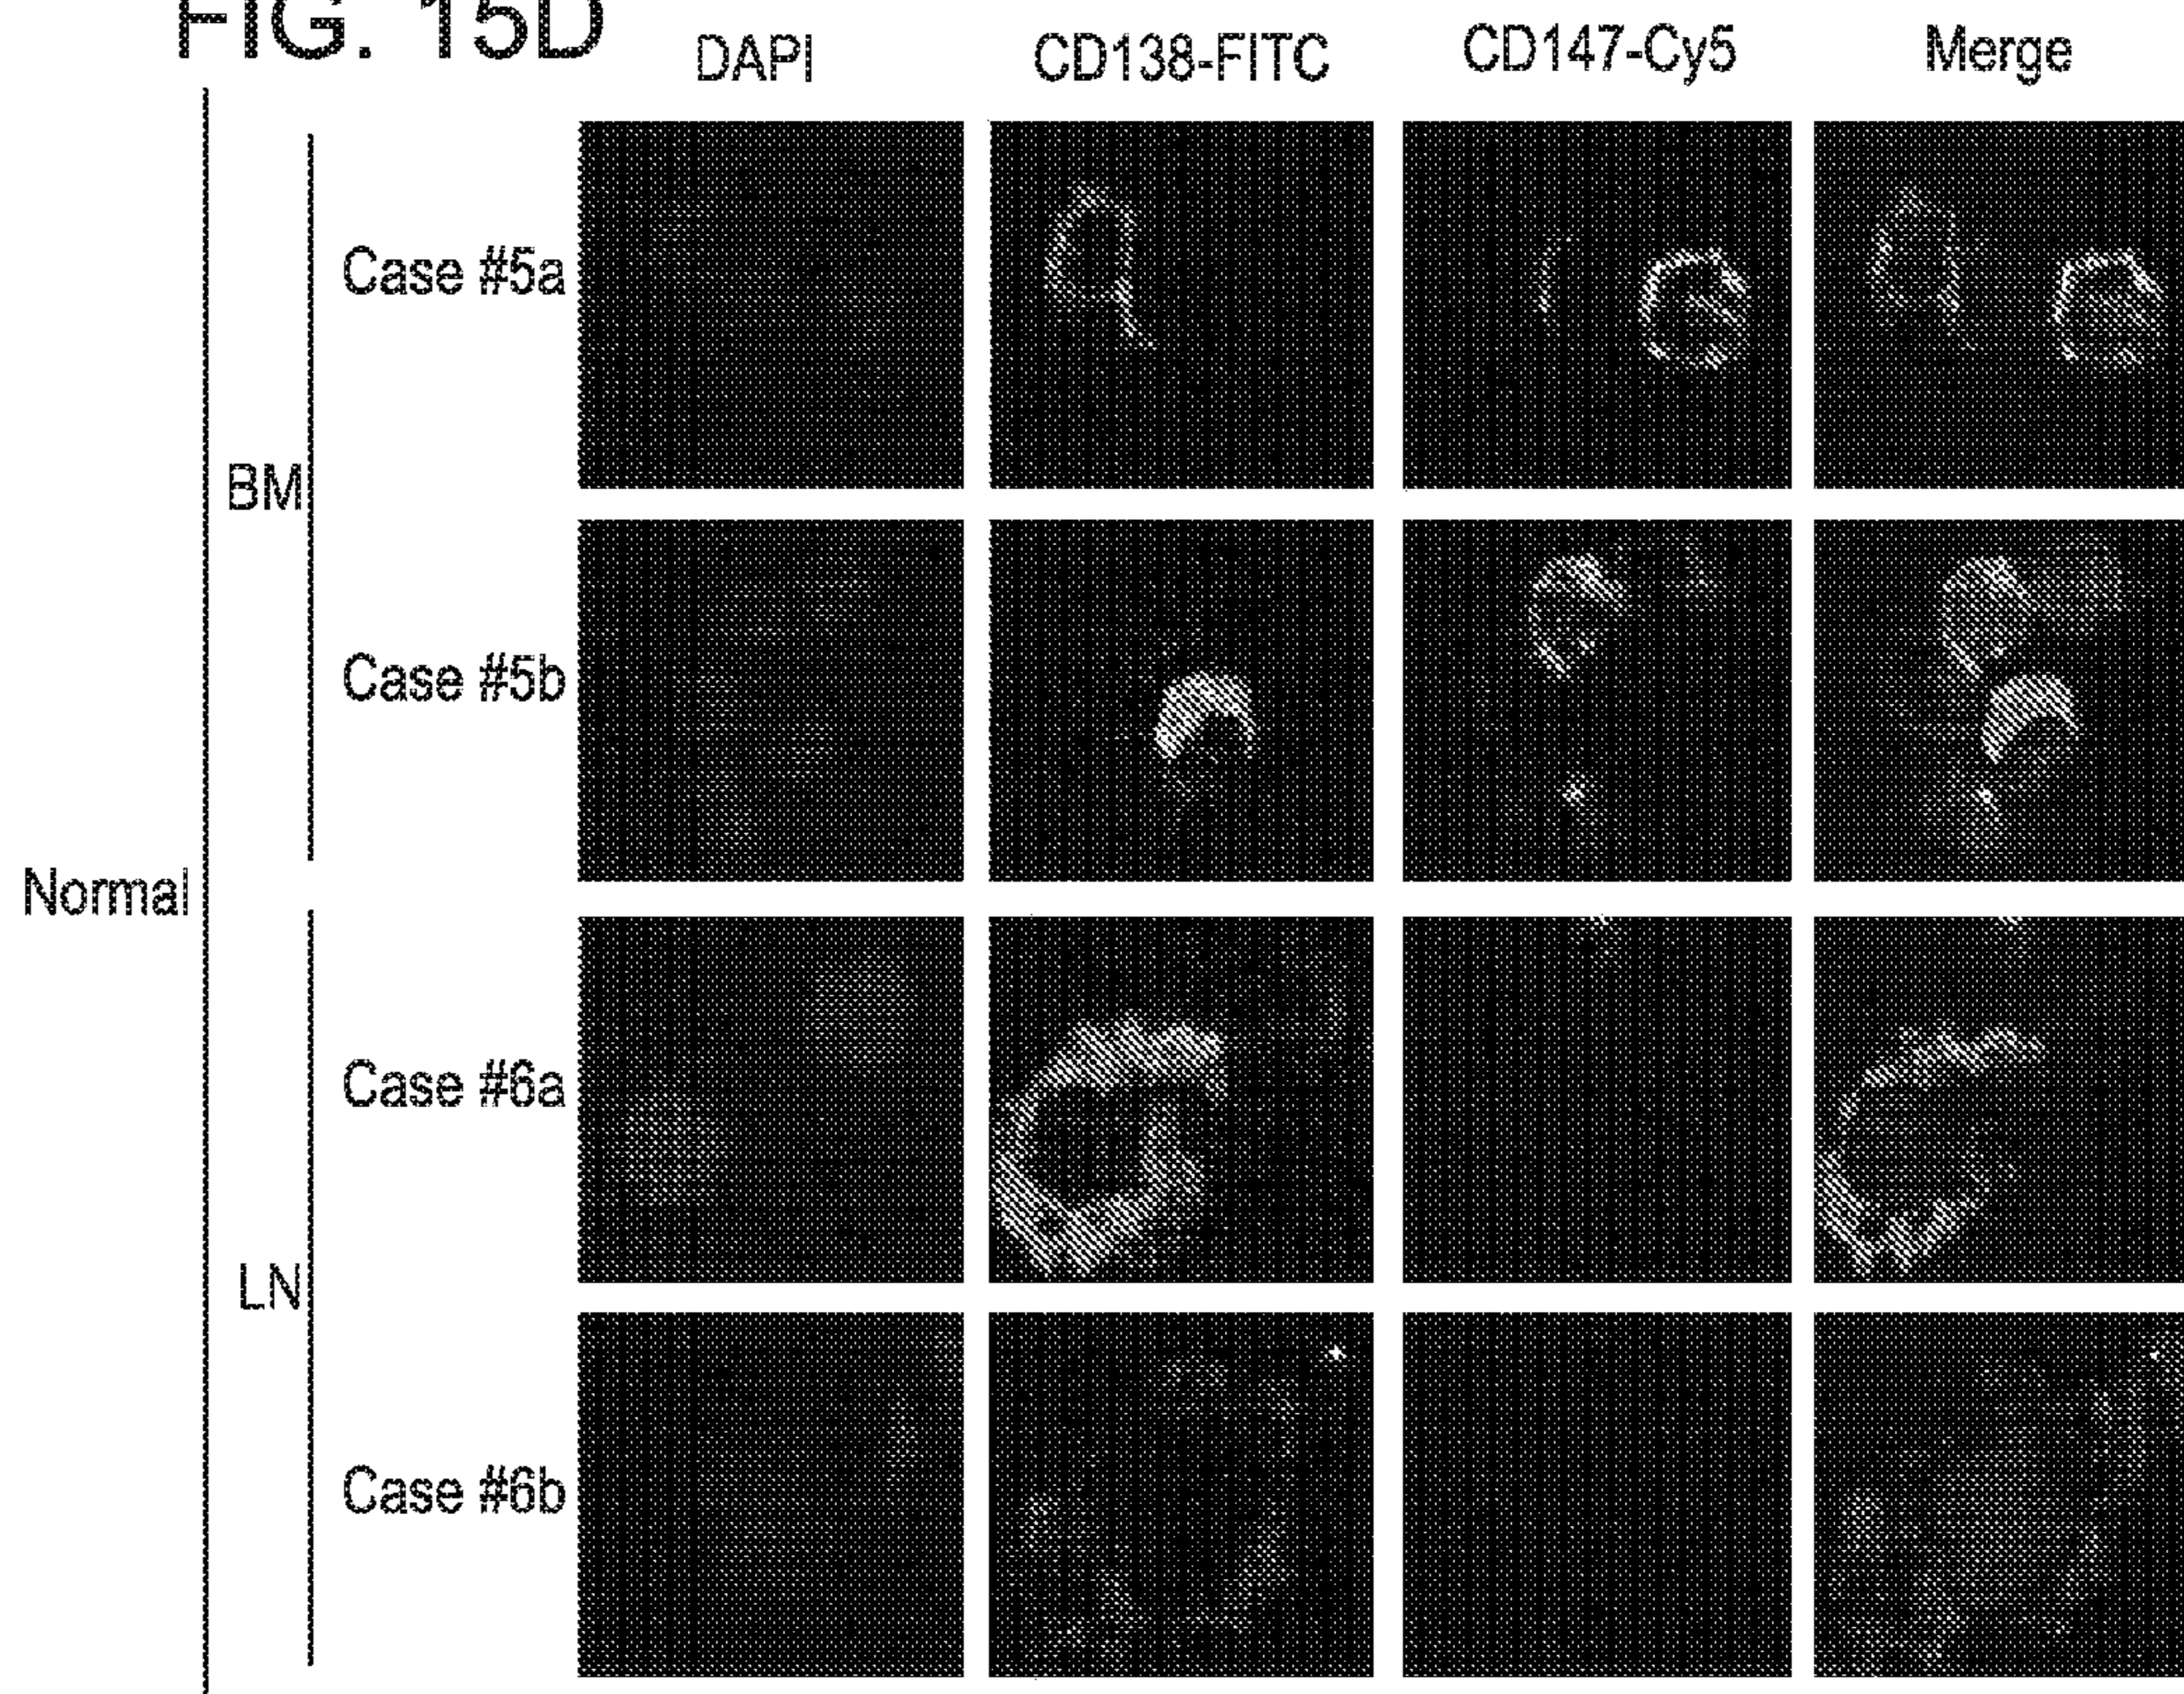 FIG. 15D
DAPI CD138-FITC CD147-Cy5 Merge
Case #5a
BM
Case #5b
Normal
Case #6a
LN
Case #6b